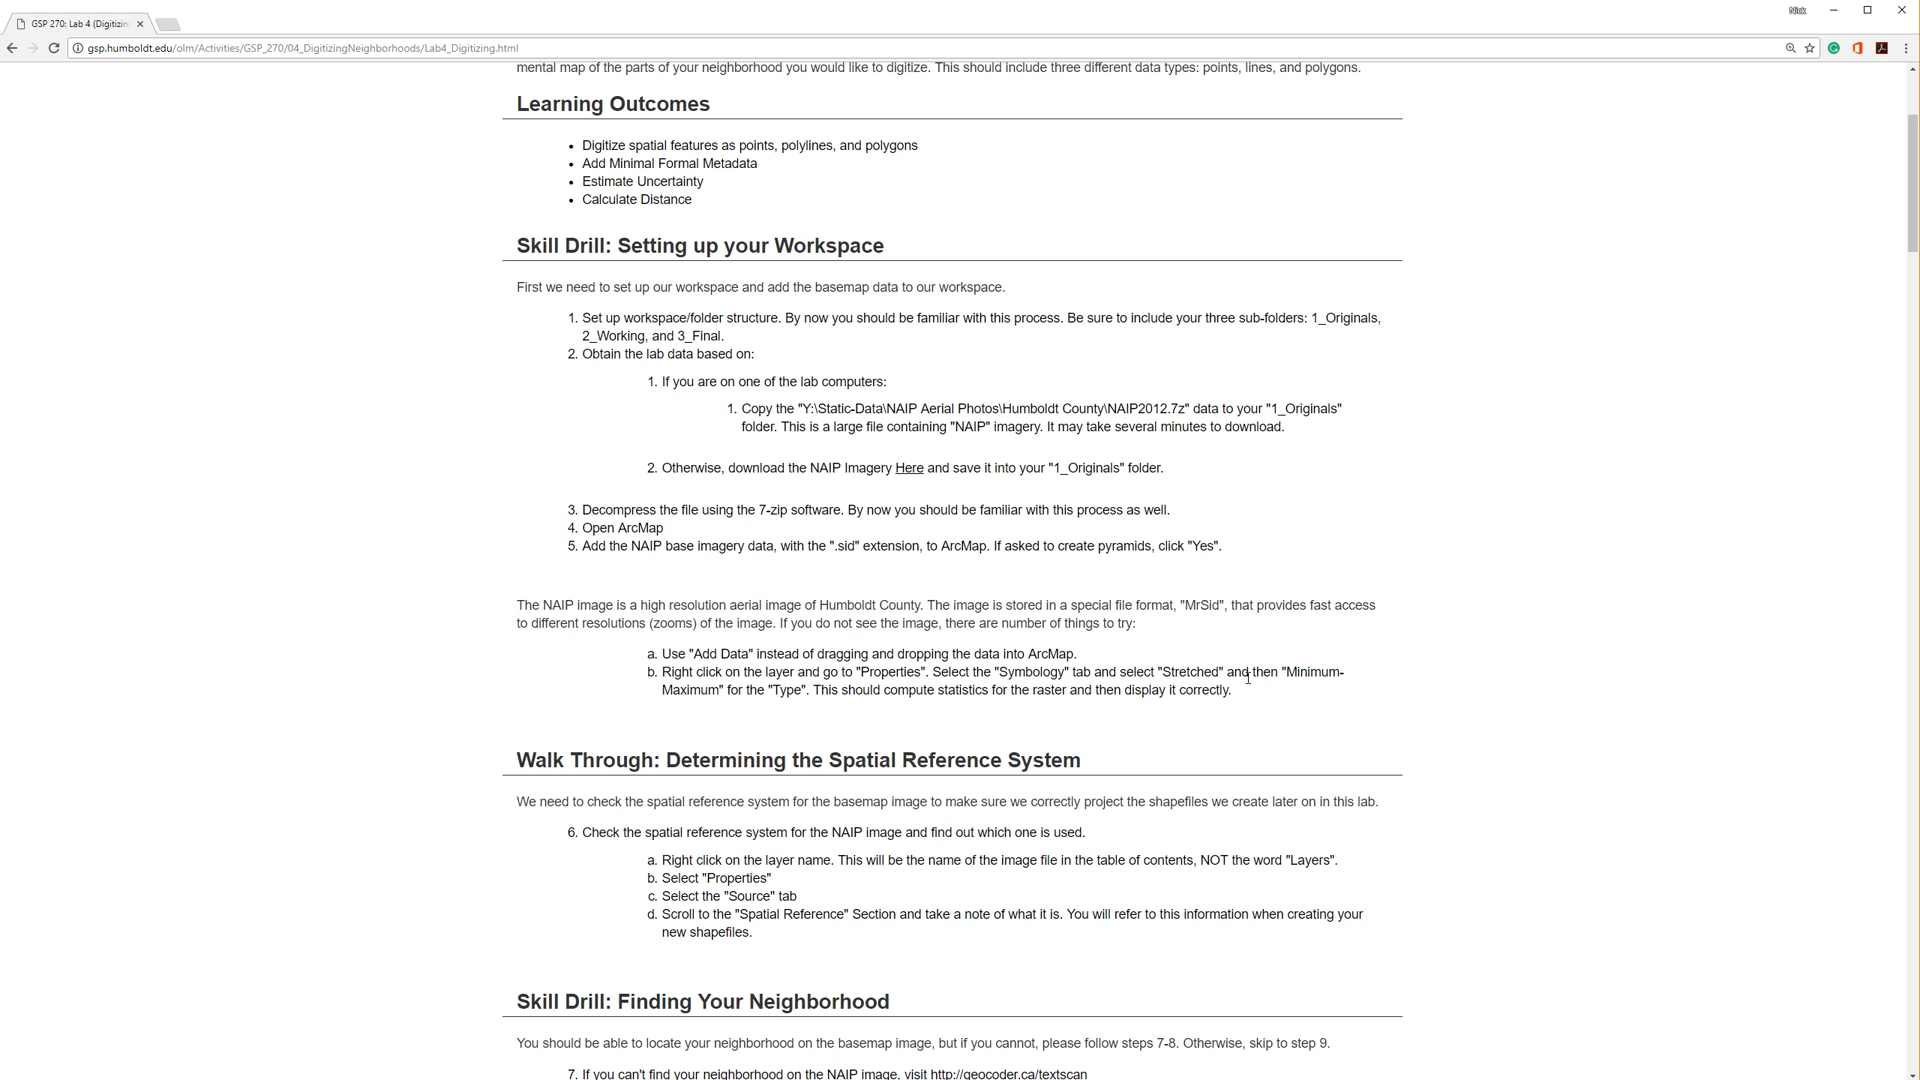 GSP 270: Lab 4 (Digitizin
Nick
gsp.humboldt.edu/olm/Activities/GSP_270/04_DigitizingNeighborhoods/Lab4_Digitizing.html
mental map of the parts of your neighborhood you would like to digitize. This should include three different data types: points, lines, and polygons.
Learning Outcomes
• Digitize spatial features as points, polylines, and polygons
• Add Minimal Formal Metadata
• Estimate Uncertainty
• Calculate Distance
Skill Drill: Setting up your Workspace
First we need to set up our workspace and add the basemap data to our workspace.
1. Set up workspace/folder structure. By now you should be familiar with this process. Be sure to include your three sub-folders: 1_Originals,
2_Working, and 3_Final.
2. Obtain the lab data based on:
1. If you are on one of the lab computers:
1. Copy the "Y:\Static-Data\NAIP Aerial Photos\Humboldt County\NAIP2012.7z" data to your "1_Originals"
folder. This is a large file containing "NAIP" imagery. It may take several minutes to download.
2. Otherwise, download the NAIP Imagery Here and save it into your "1_Originals" folder.
3. Decompress the file using the 7-zip software. By now you should be familiar with this process as well.
4. Open ArcMap
5. Add the NAIP base imagery data, with the ".sid" extension, to ArcMap. If asked to create pyramids, click "Yes".
The NAIP image is a high resolution aerial image of Humboldt County. The image is stored in a special file format, "MrSid", that provides fast access
to different resolutions (zooms) of the image. If you do not see the image, there are number of things to try:
a. Use "Add Data" instead of dragging and dropping the data into ArcMap.
b. Right click on the layer and go to "Properties". Select the "Symbology" tab and select "Stretched" and then "Minimum-
Maximum" for the "Type". This should compute statistics for the raster and then display it correctly.
Walk Through: Determining the Spatial Reference System
We need to check the spatial reference system for the basemap image to make sure we correctly project the shapefiles we create later on in this lab.
6. Check the spatial reference system for the NAIP image and find out which one is used.
a. Right click on the layer name. This will be the name of the image file in the table of contents, NOT the word "Layers".
b. Select "Properties"
c. Select the "Source" tab
d. Scroll to the "Spatial Reference" Section and take a note of what it is. You will refer to this information when creating your
new shapefiles.
Skill Drill: Finding Your Neighborhood
You should be able to locate your neighborhood on the basemap image, but if you cannot, please follow steps 7-8. Otherwise, skip to step 9.
7. If you can't find your neighborhood on the NAIP image, visit http://geocoder.ca/textscan